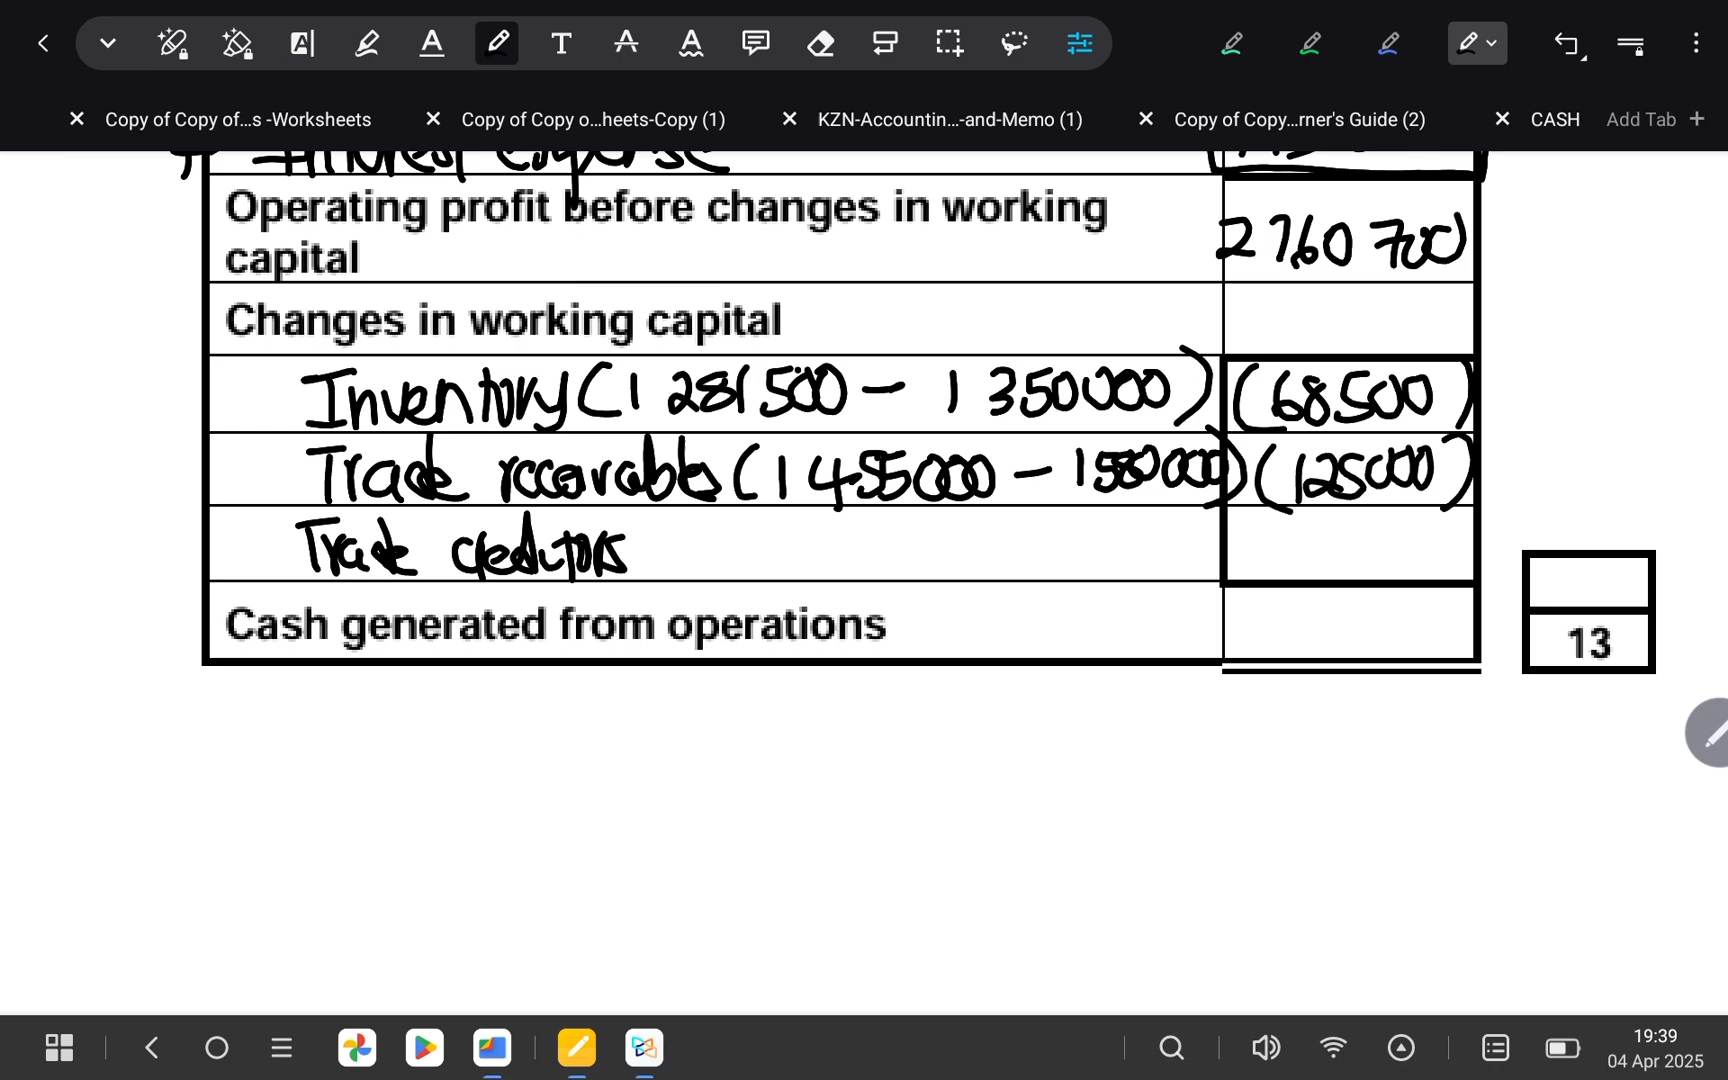 Copy of Copy of...s -Worksheets
Copy of Copy o...heets-Copy (1)
KZN-Accountin...-and-Memo (1)
Copy of Copy...rner's Guide (2)
CASH
Add Tab +
Interest expense
Operating profit before changes in working
capital
2 760 700
Changes in working capital
Inventory (1 281 500 – 1 350 000) (68 500)
Trade receivables (1 455 000 – 1 580 000) (125 000)
Trade creditors
Cash generated from operations
13
19:39
04 Apr 2025